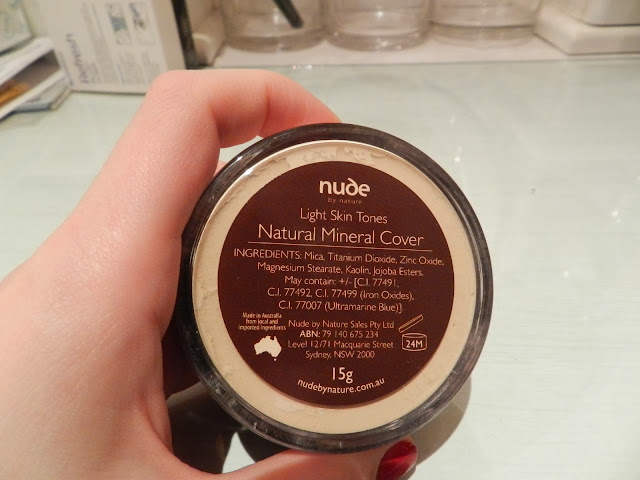 Refresh
nude
by nature
Light Skin Tones
Natural Mineral Cover
INGREDIENTS: Mica, Titanium Dioxide, Zinc Oxide,
Magnesium Stearate, Kaolin, Jojoba Esters.
May contain: +/- [C.I 77491,
C.I. 77492, C.I. 77499 (Iron Oxides),
C.I. 77007 (Ultramarine Blue)]
Made in Australia
from local and
imported ingredients
Nude by Nature Sales Pty Ltd
ABN: 79 140 675 234
Level 12/71 Macquarie Street
Sydney, NSW 2000
24M
15g
nudebynature.com.au